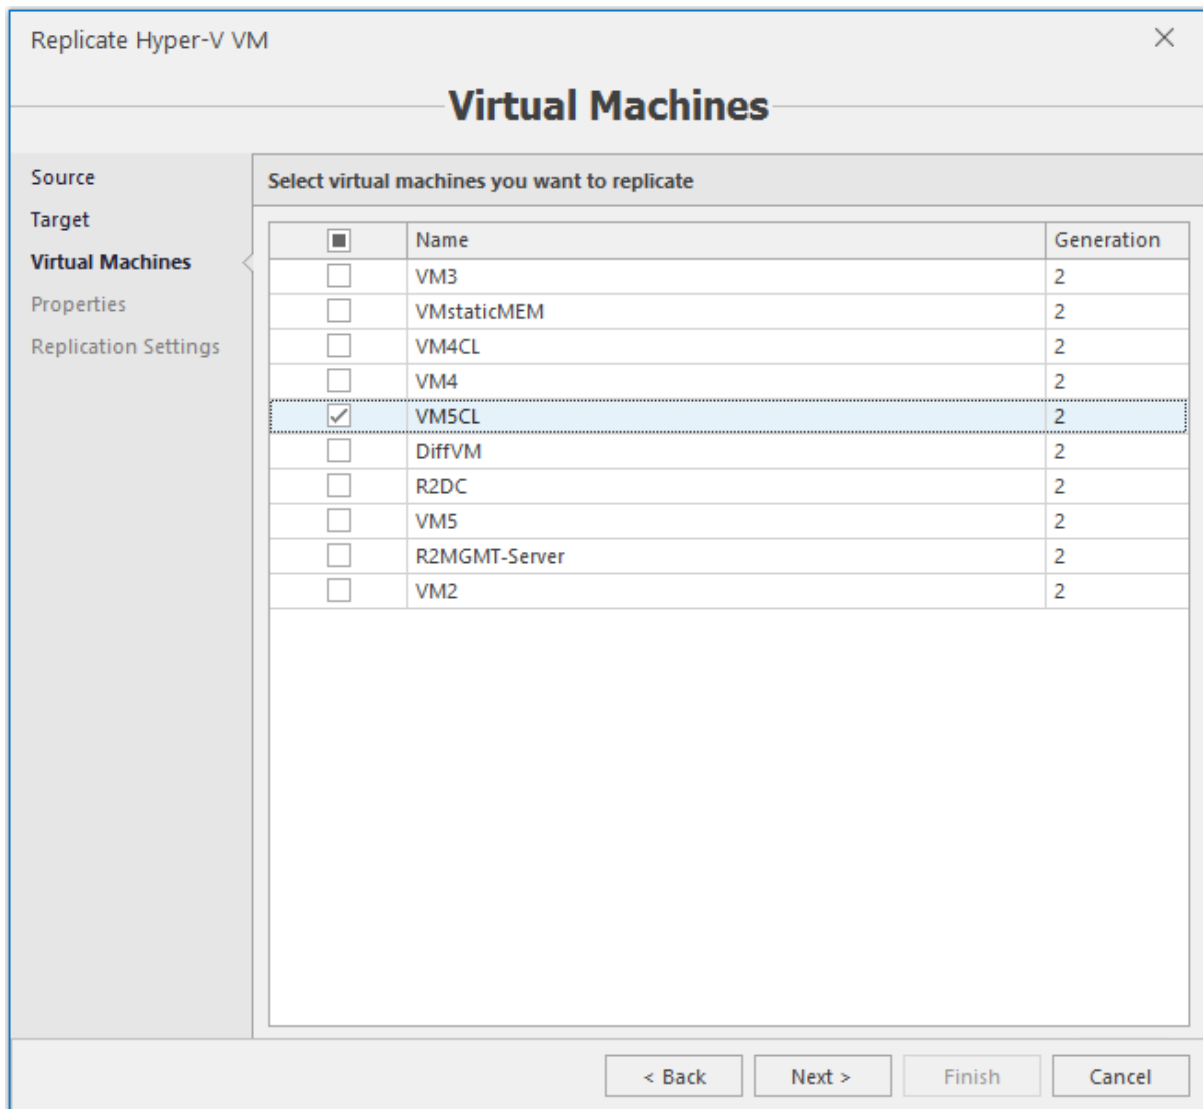 Replicate Hyper-V VM
Virtual Machines
Source
Target
Virtual Machines
Properties
Replication Settings
Select virtual machines you want to replicate
Name Generation
VM3 2
VMstaticMEM 2
VM4CL 2
VM4 2
VM5CL 2
DiffVM 2
R2DC 2
VM5 2
R2MGMT-Server 2
VM2 2
< Back Next > Finish Cancel